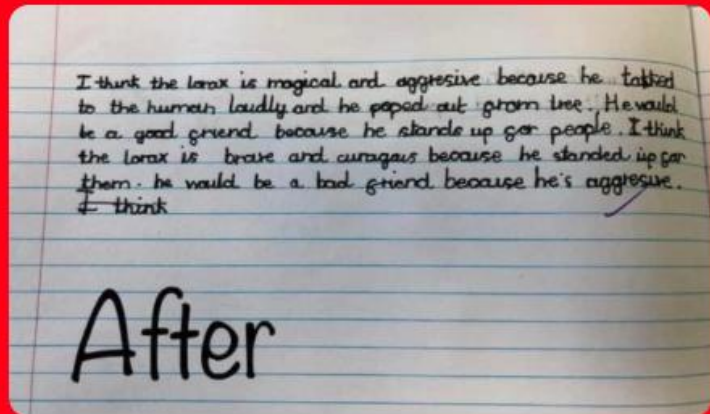 I think the lorax is magical and aggresive because he talked
to the human loudly and he poped out from tree. He would
be a good friend because he stands up for people. I think
the lorax is brave and curagous because he standed up for
them. he would be a bad friend because he's aggresive.
I think
After